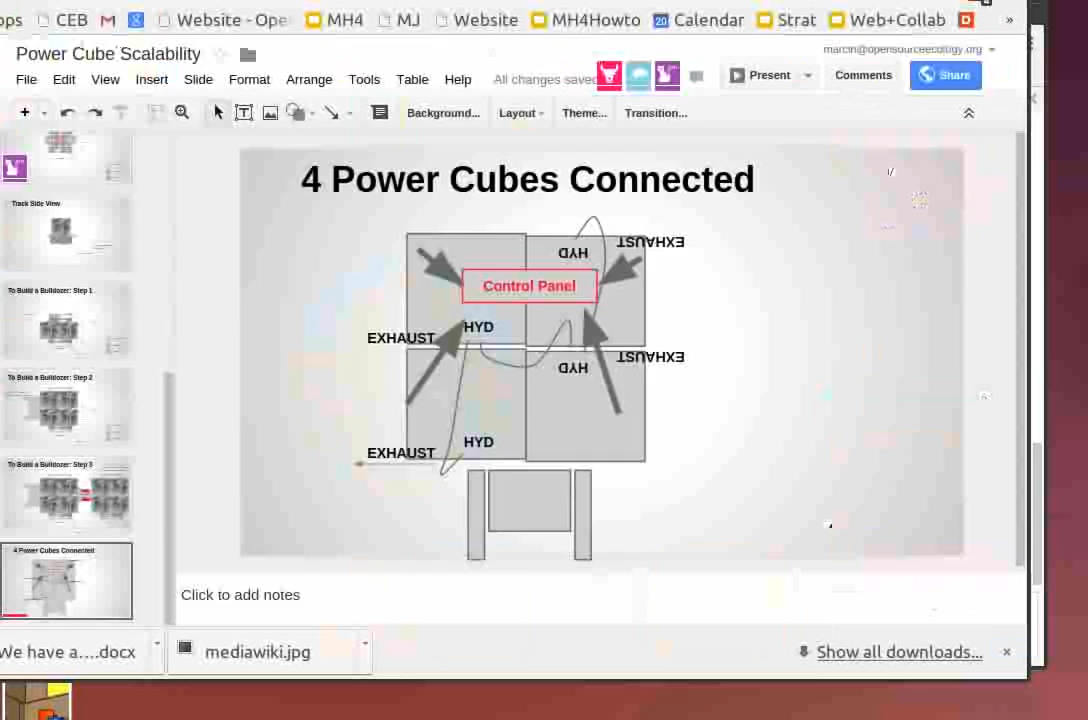 ops CEB Website - Ope MH4 MJ Website MH4Howto 20 Calendar Strat Web+Collab »
Power Cube Scalability
marcin@opensourceecology.org
File Edit View Insert Slide Format Arrange Tools Table Help All changes saved
Present Comments Share
Background... Layout Theme... Transition...
Track Side View
To Build a Bulldozer: Step 1
To Build a Bulldozer: Step 2
To Build a Bulldozer: Step 3
4 Power Cubes Connected
4 Power Cubes Connected
EXHAUST
HYD
Control Panel
HYD
EXHAUST
EXHAUST
HYD
HYD
EXHAUST
Click to add notes
We have a....docx mediawiki.jpg Show all downloads... ×